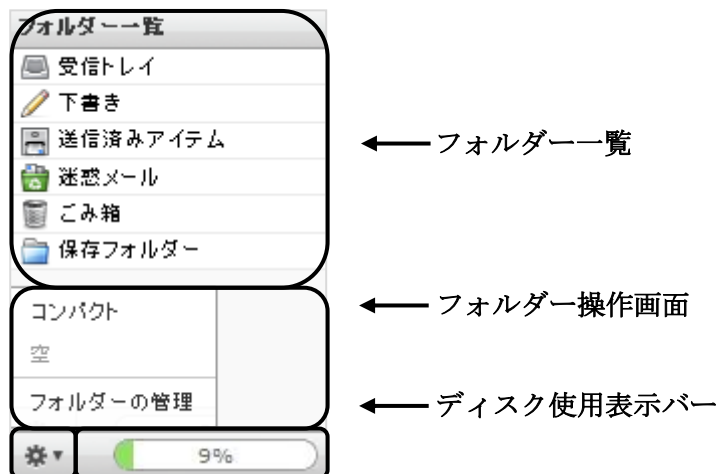 フォルダー一覧
受信トレイ
下書き
送信済みアイテム
迷惑メール
ごみ箱
保存フォルダー
フォルダー一覧
コンパクト
空
フォルダーの管理
フォルダー操作画面
ディスク使用表示バー
9%